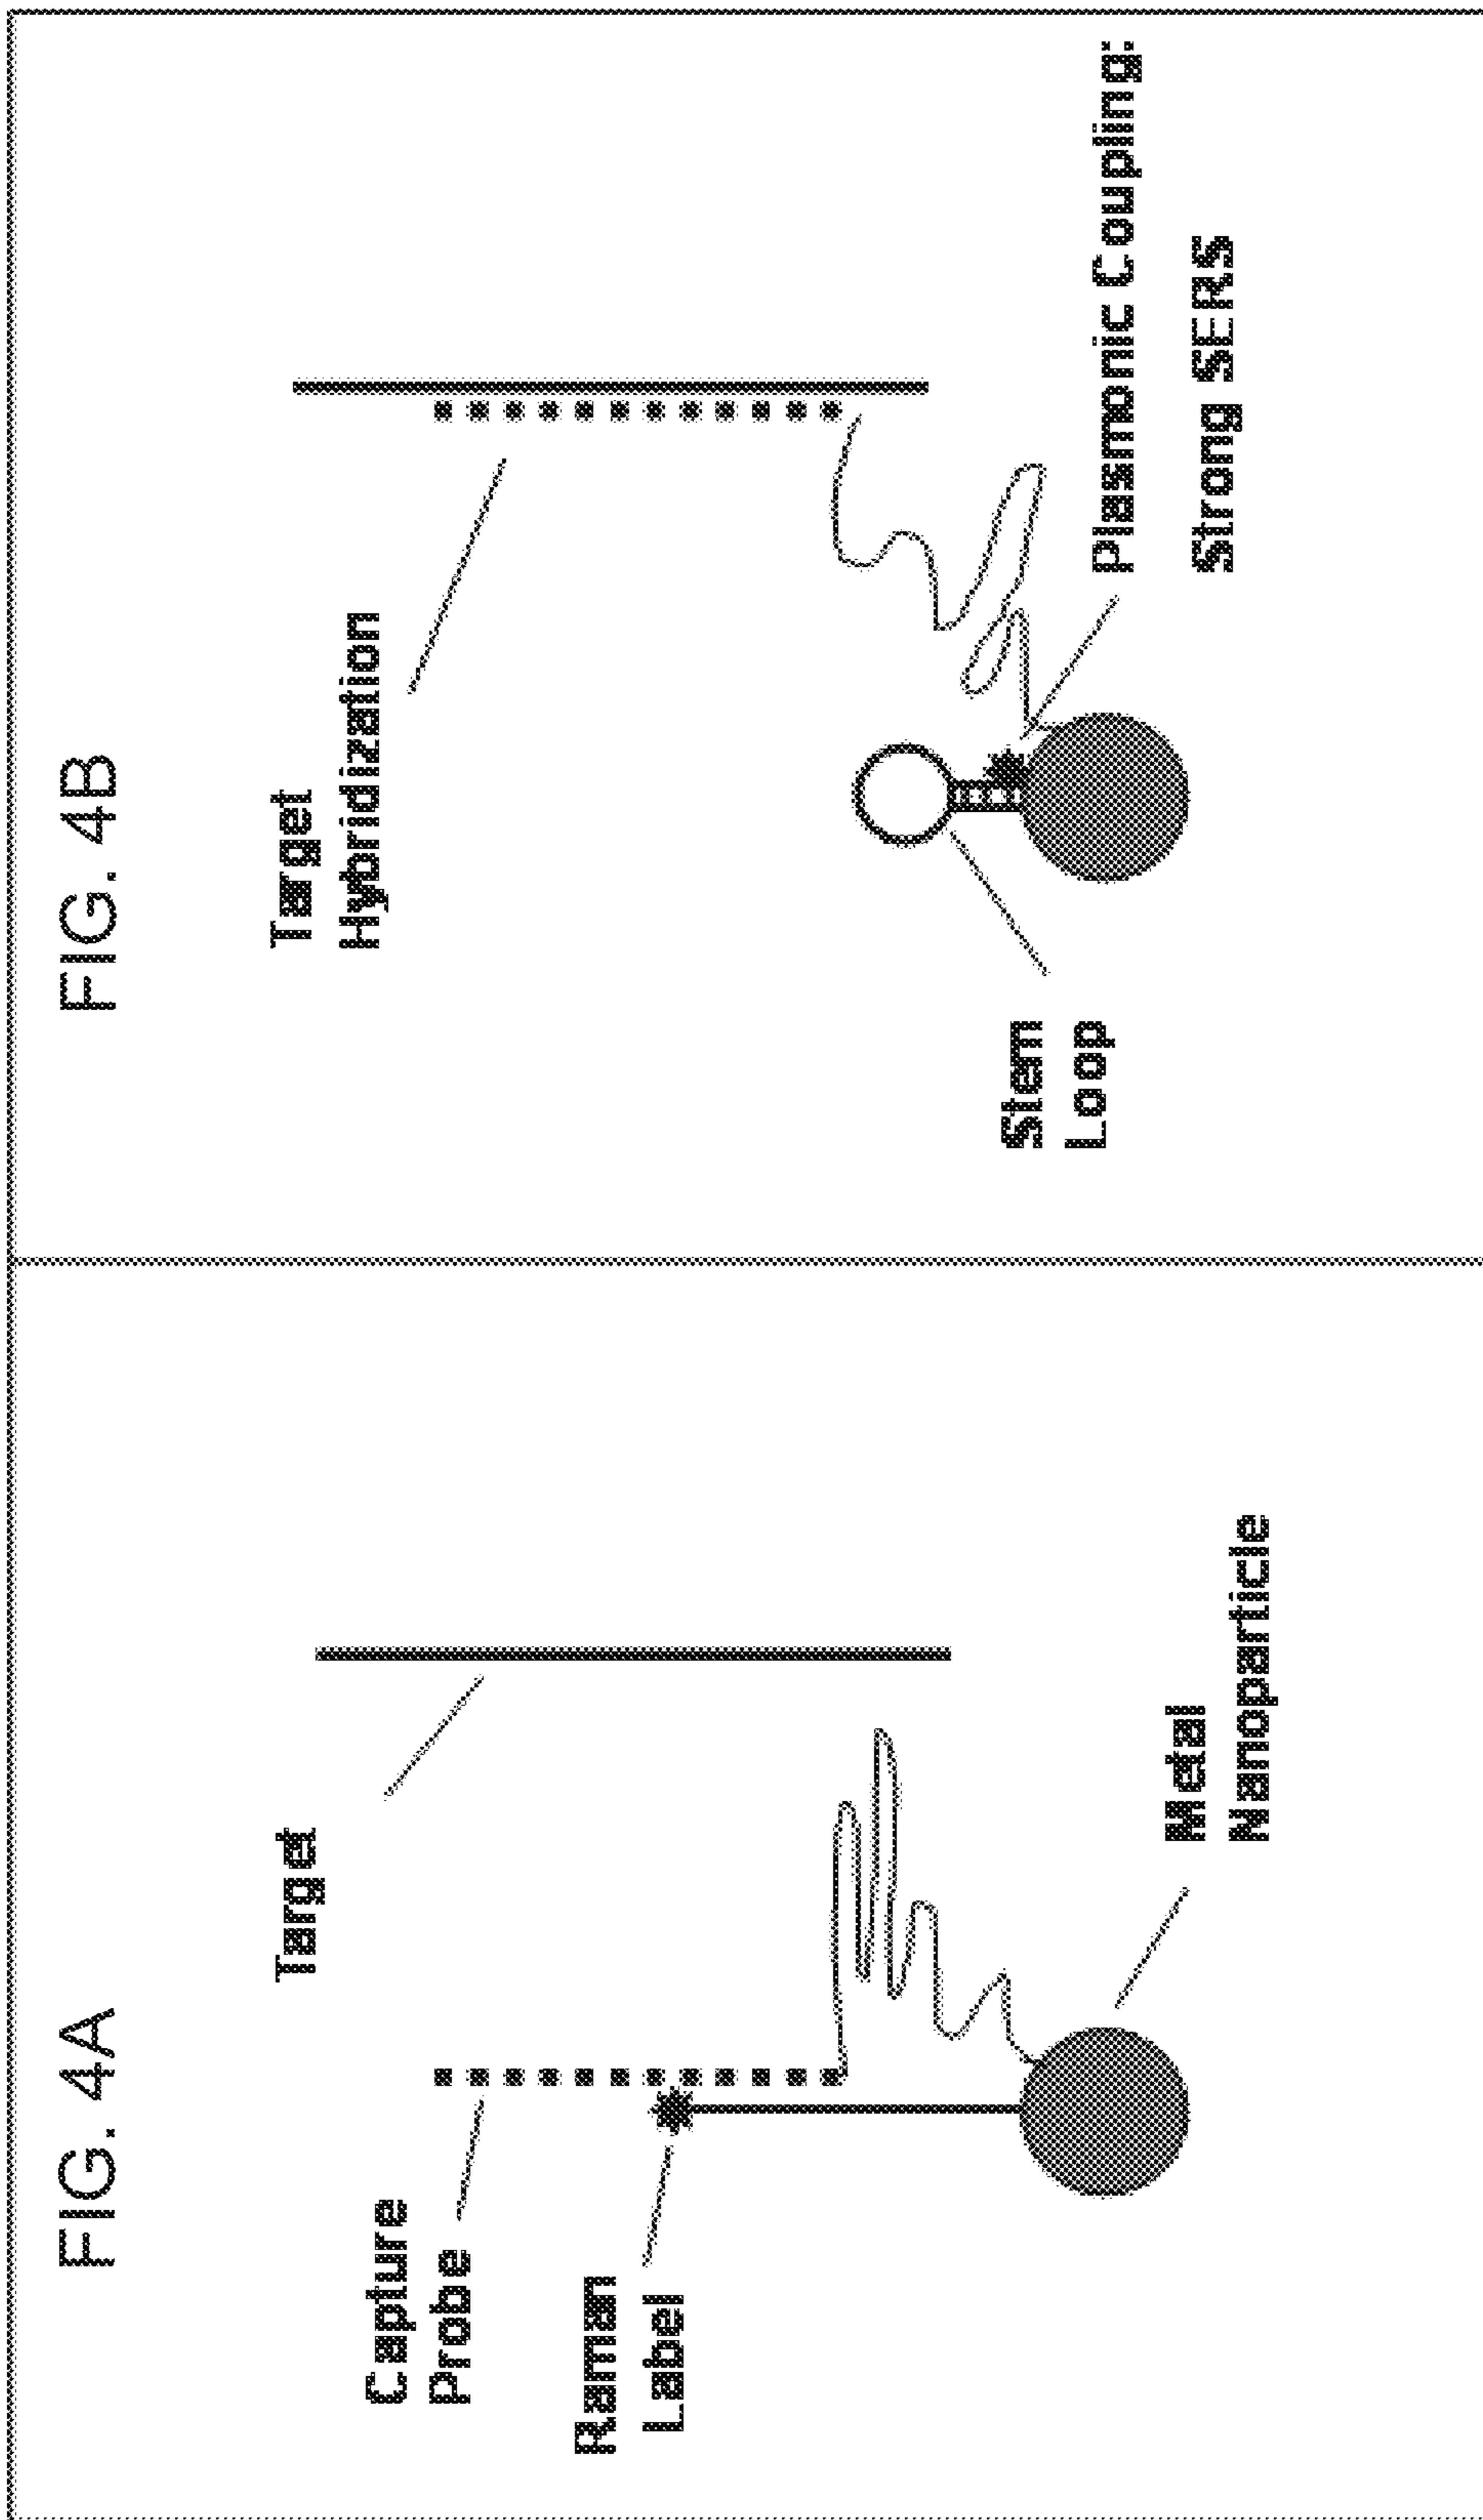 FIG. 4A
Target
Capture
Probe
Raman
Label
Metal
Nanoparticle
FIG. 4B
Target
Hybridization
Stem
Loop
Plasmonic Coupling:
Strong SERS